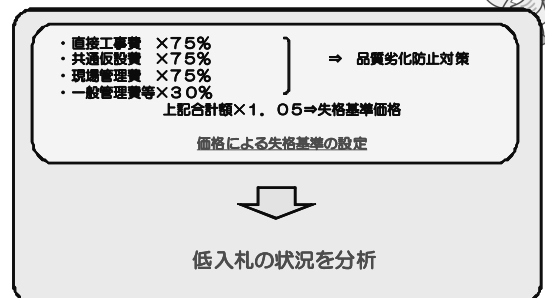 ・直接工事費　×７５％
・共通仮設費　×７５％　⇒　品質劣化防止対策
・現場管理費　×７５％
・一般管理費等×３０％
上記合計額×１．０５⇒失格基準価格
価格による失格基準の設定
低入札の状況を分析